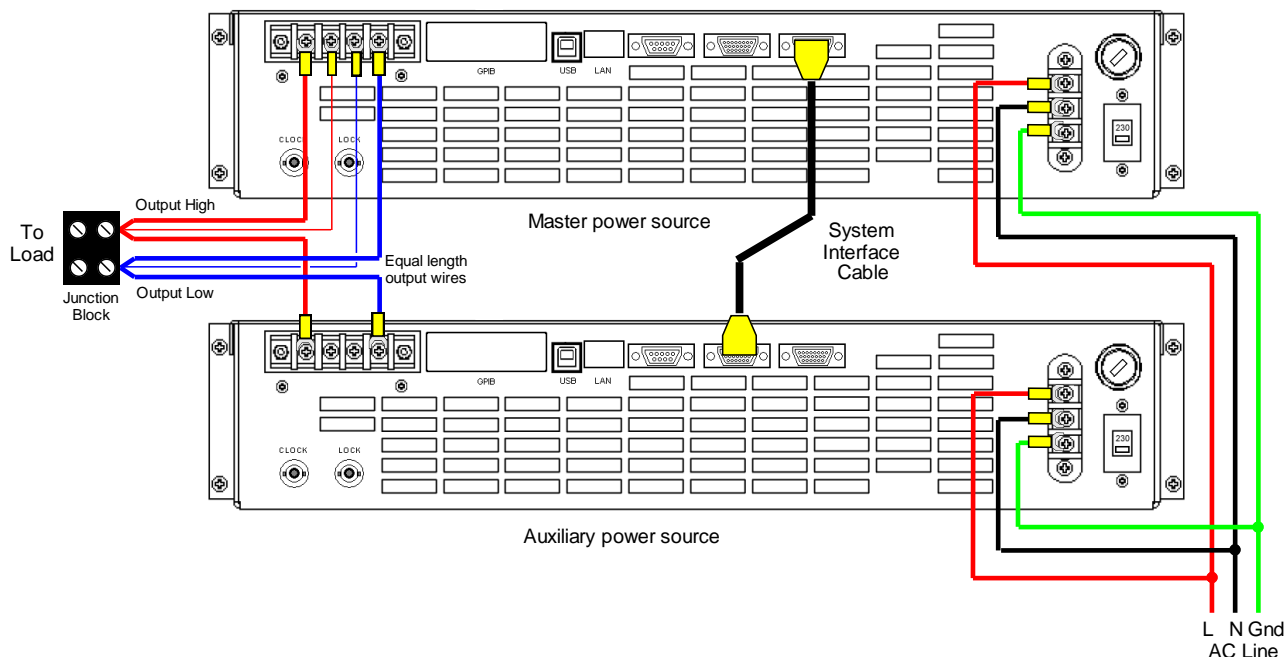 GPIB
USB
LAN
CLOCK
LOCK
230
Output High
Master power source
To
Load
System
Interface
Cable
Equal length
output wires
Output Low
Junction
Block
GPIB
USB
LAN
CLOCK
LOCK
230
Auxiliary power source
L N Gnd
AC Line